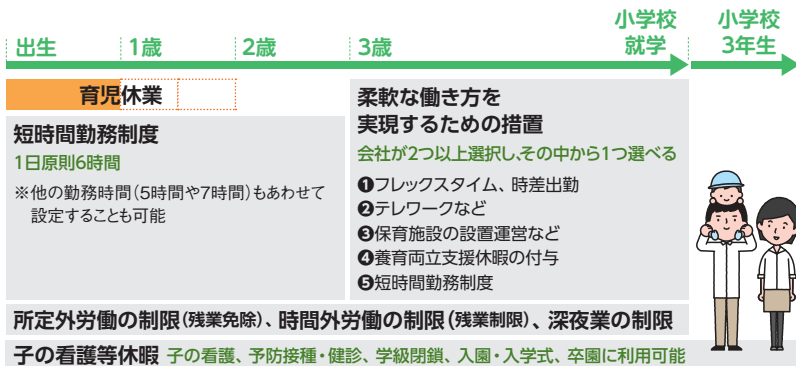 出生
1歳
2歳
3歳
小学校
就学
小学校
3年生
育児休業
短時間勤務制度
1日原則6時間
※他の勤務時間(5時間や7時間)もあわせて
設定することも可能
柔軟な働き方を
実現するための措置
会社が2つ以上選択し、その中から1つ選べる
❶フレックスタイム、時差出勤
❷テレワークなど
❸保育施設の設置運営など
❹養育両立支援休暇の付与
❺短時間勤務制度
所定外労働の制限(残業免除)、時間外労働の制限(残業制限)、深夜業の制限
子の看護等休暇 子の看護、予防接種・健診、学級閉鎖、入園・入学式、卒園に利用可能